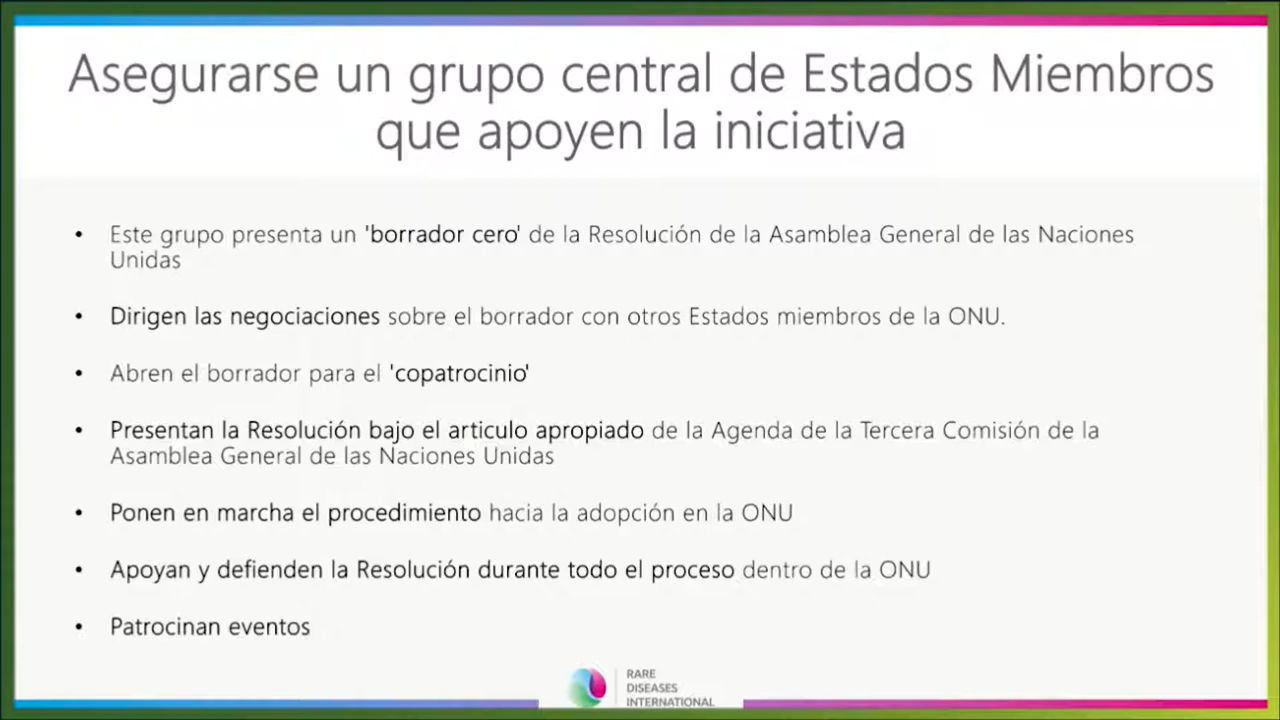 Asegurarse un grupo central de Estados Miembros
que apoyen la iniciativa
• Este grupo presenta un 'borrador cero' de la Resolución de la Asamblea General de las Naciones
Unidas
• Dirigen las negociaciones sobre el borrador con otros Estados miembros de la ONU.
• Abren el borrador para el 'copatrocinio'
• Presentan la Resolución bajo el articulo apropiado de la Agenda de la Tercera Comisión de la
Asamblea General de las Naciones Unidas
• Ponen en marcha el procedimiento hacia la adopción en la ONU
• Apoyan y defienden la Resolución durante todo el proceso dentro de la ONU
• Patrocinan eventos
RARE
DISEASES
INTERNATIONAL